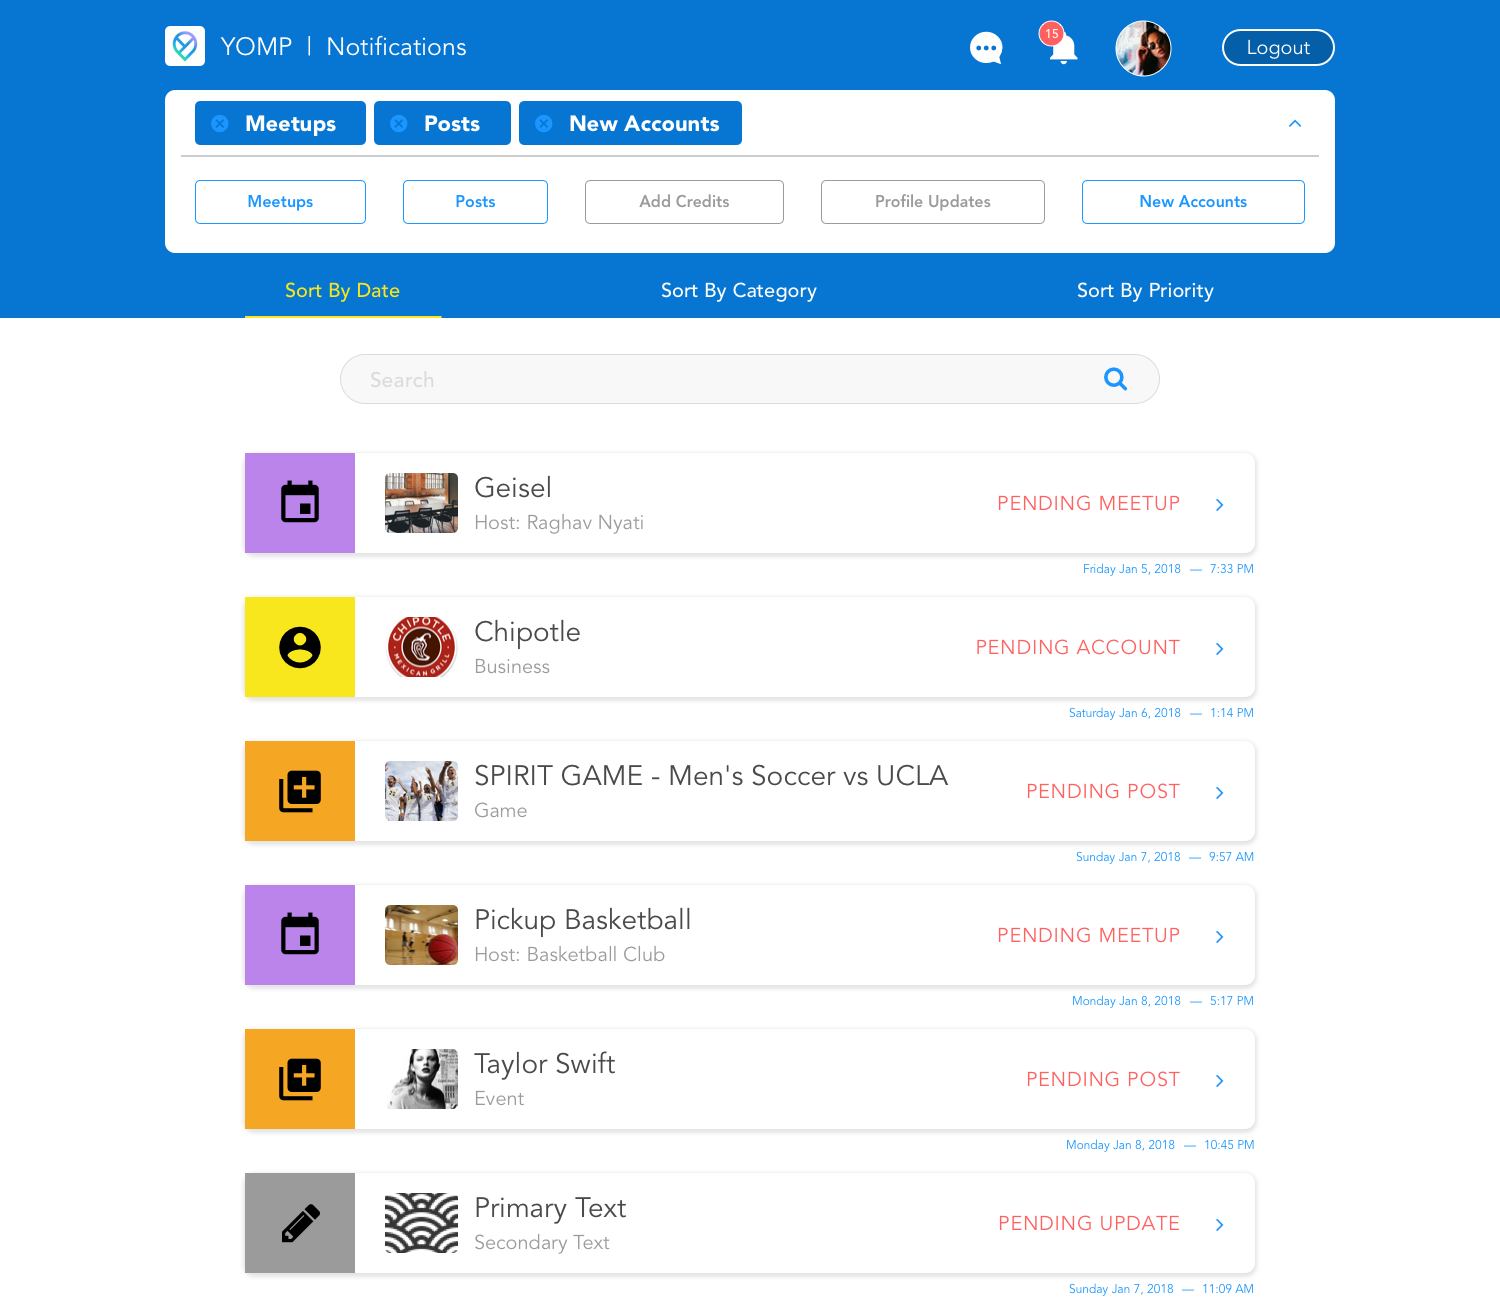 YOMP | Notifications
15
Logout
Meetups
Posts
New Accounts
Meetups
Posts
Add Credits
Profile Updates
New Accounts
Sort By Date
Sort By Category
Sort By Priority
Search
Geisel
Host: Raghav Nyati
PENDING MEETUP
Friday Jan 5, 2018 — 7:33 PM
CHIPOTLE
MEXICAN GRILL
Chipotle
Business
PENDING ACCOUNT
Saturday Jan 6, 2018 — 1:14 PM
SPIRIT GAME - Men's Soccer vs UCLA
Game
PENDING POST
Sunday Jan 7, 2018 — 9:57 AM
Pickup Basketball
Host: Basketball Club
PENDING MEETUP
Monday Jan 8, 2018 — 5:17 PM
Taylor Swift
Event
PENDING POST
Monday Jan 8, 2018 — 10:45 PM
Primary Text
Secondary Text
PENDING UPDATE
Sunday Jan 7, 2018 — 11:09 AM